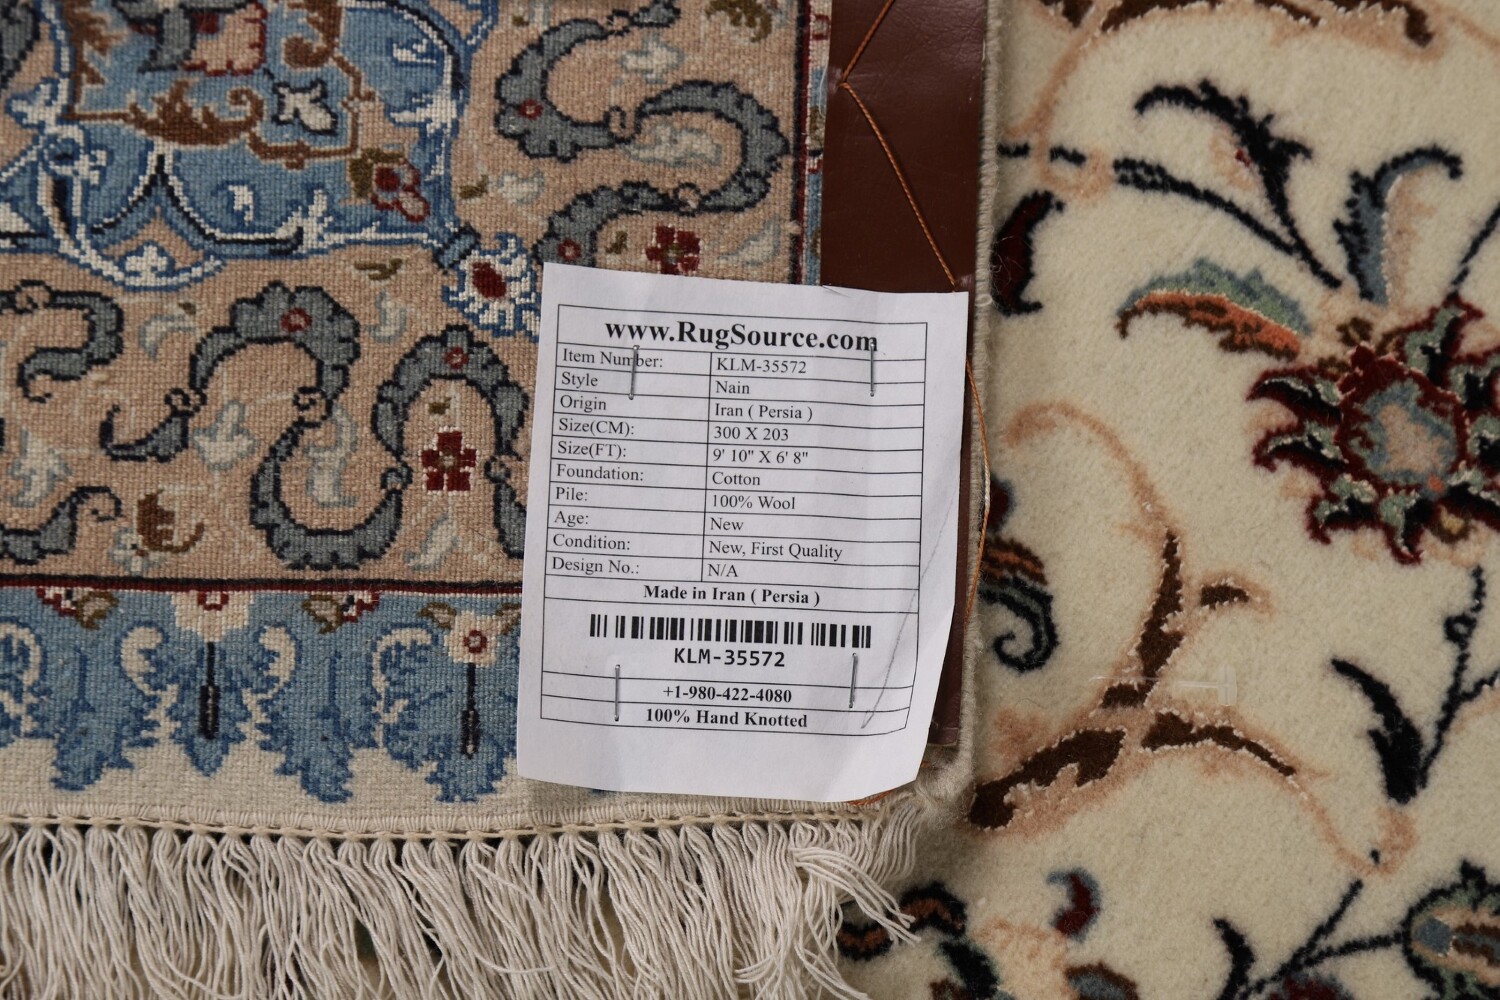 www.RugSource.com
Item Number: KLM-35572
Style Nain
Origin Iran ( Persia )
Size(CM): 300 X 203
Size(FT): 9' 10" X 6' 8"
Foundation: Cotton
Pile: 100% Wool
Age: New
Condition: New, First Quality
Design No.: N/A
Made in Iran ( Persia )
KLM-35572
+1-980-422-4080
100% Hand Knotted